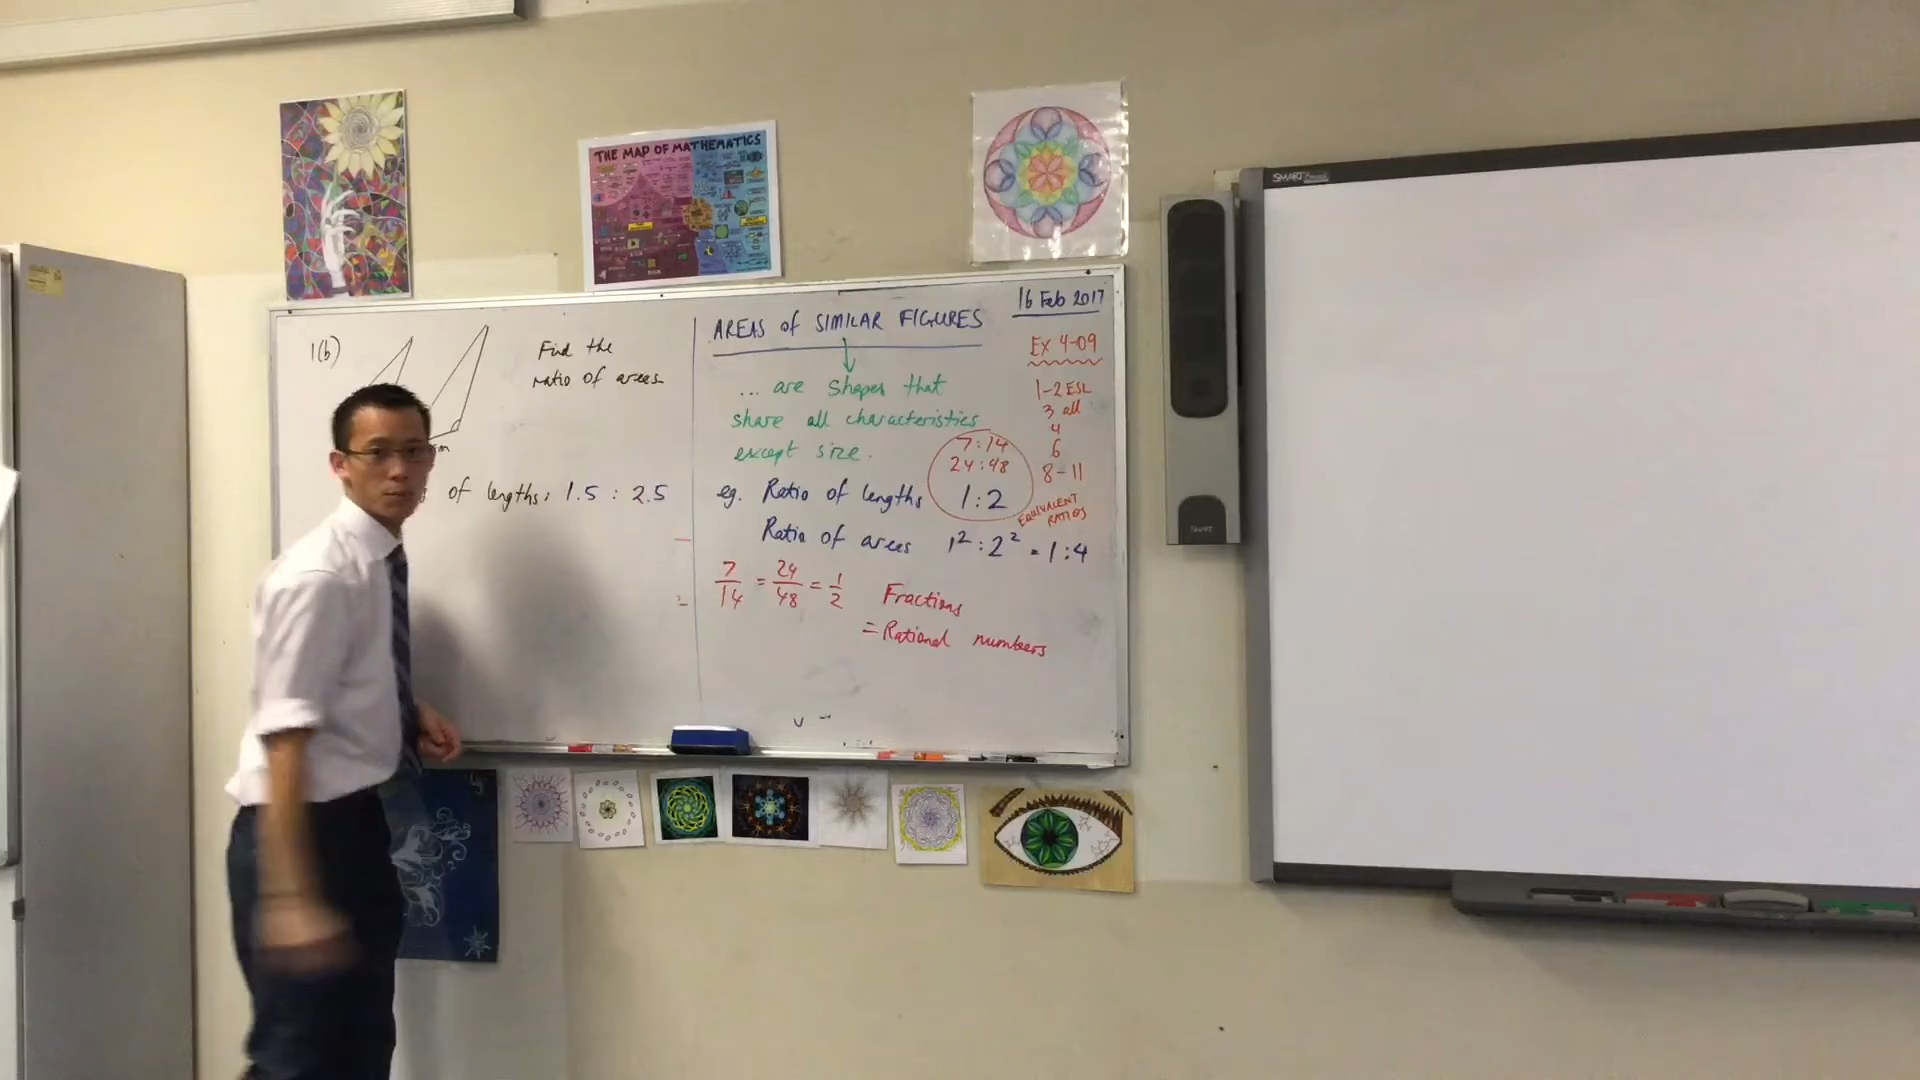 THE MAP OF MATHEMATICS
SMART Board
1(b)
Find the
ratio of areas
of lengths: 1.5 : 2.5
AREAS of SIMILAR FIGURES
16 Feb 2017
... are shapes that
share all characteristics
except size.
eg. Ratio of lengths
7:14
24:48
1:2
EQUIVALENT
RATIOS
Ratio of areas 1² : 2² = 1:4
7/14 = 24/48 = 1/2
Fractions
= Rational numbers
Ex 4-09
1-2 ESL
3 all
4
6
8-11